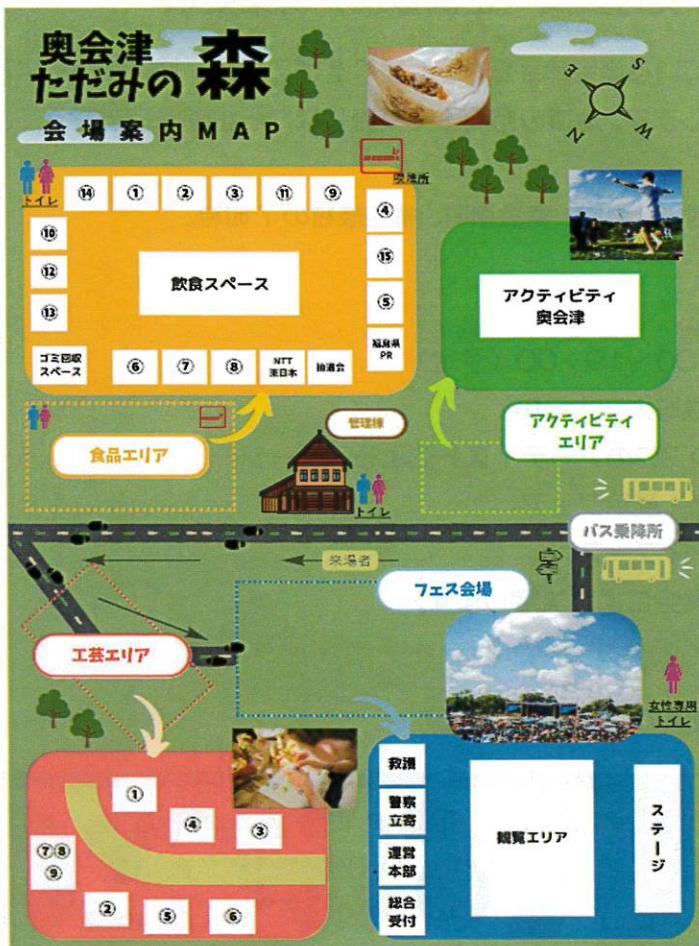 奥会津
ただみの森
会場案内MAP
S
E
W
N
トイレ
喫煙所
⑭
①
②
③
⑪
⑨
④
⑩
⑮
⑫
飲食スペース
⑤
⑬
福島県
PR
ゴミ回収
スペース
⑥
⑦
⑧
NTT
東日本
抽選会
アクティビティ
奥会津
食品エリア
管理棟
トイレ
アクティビティ
エリア
バス乗降所
来場者
フェス会場
工芸エリア
女性専用
トイレ
①
④
③
⑦⑧
⑨
②
⑤
⑥
救護
警察
立寄
運営
本部
総合
受付
観覧エリア
ステージ